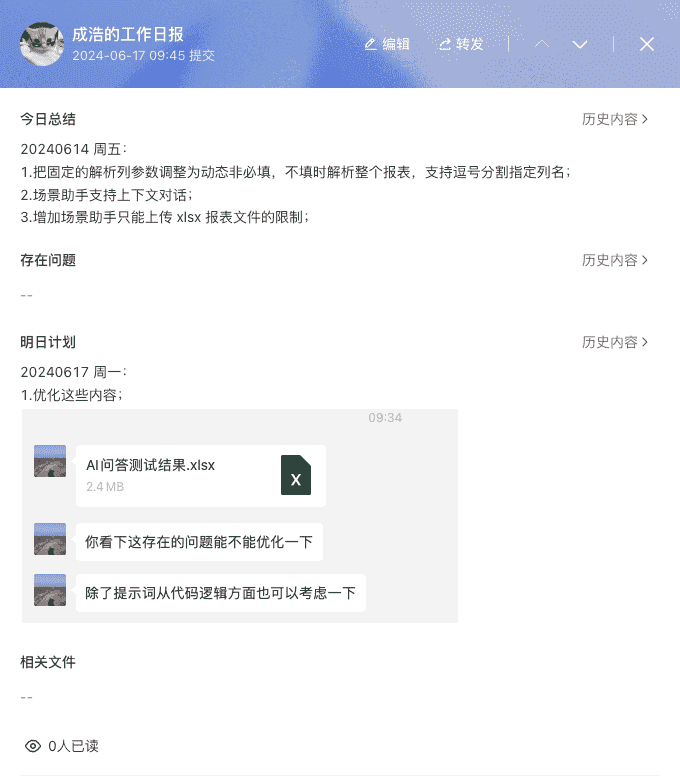 成浩的工作日报
2024-06-17 09:45 提交
编辑
转发
今日总结
历史内容
20240614 周五：
1.把固定的解析列参数调整为动态非必填，不填时解析整个报表，支持逗号分割指定列名；
2.场景助手支持上下文对话；
3.增加场景助手只能上传 xlsx 报表文件的限制；
存在问题
历史内容
--
明日计划
历史内容
20240617 周一：
1.优化这些内容；
09:34
AI问答测试结果.xlsx
2.4 MB
X
你看下这存在的问题能不能优化一下
除了提示词从代码逻辑方面也可以考虑一下
相关文件
--
0人已读